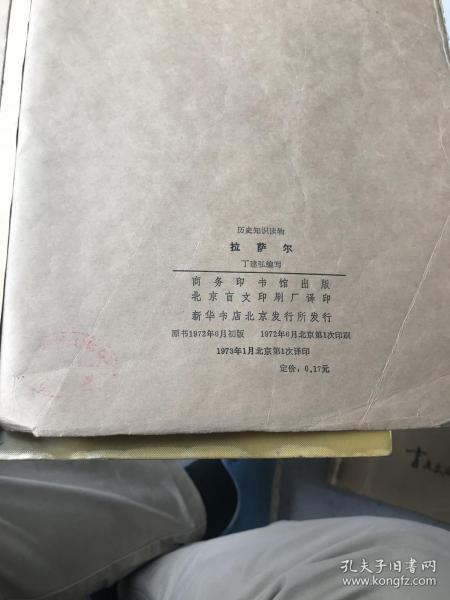 历史知识读物
拉萨尔
丁建弘编写
商务印书馆出版
北京盲文印刷厂译印
新华书店北京发行所发行
原书1972年6月初版 1972年6月北京第1次印刷
1973年1月北京第1次译印
定价：0.17元
孔夫子旧书网
www.kongfz.com